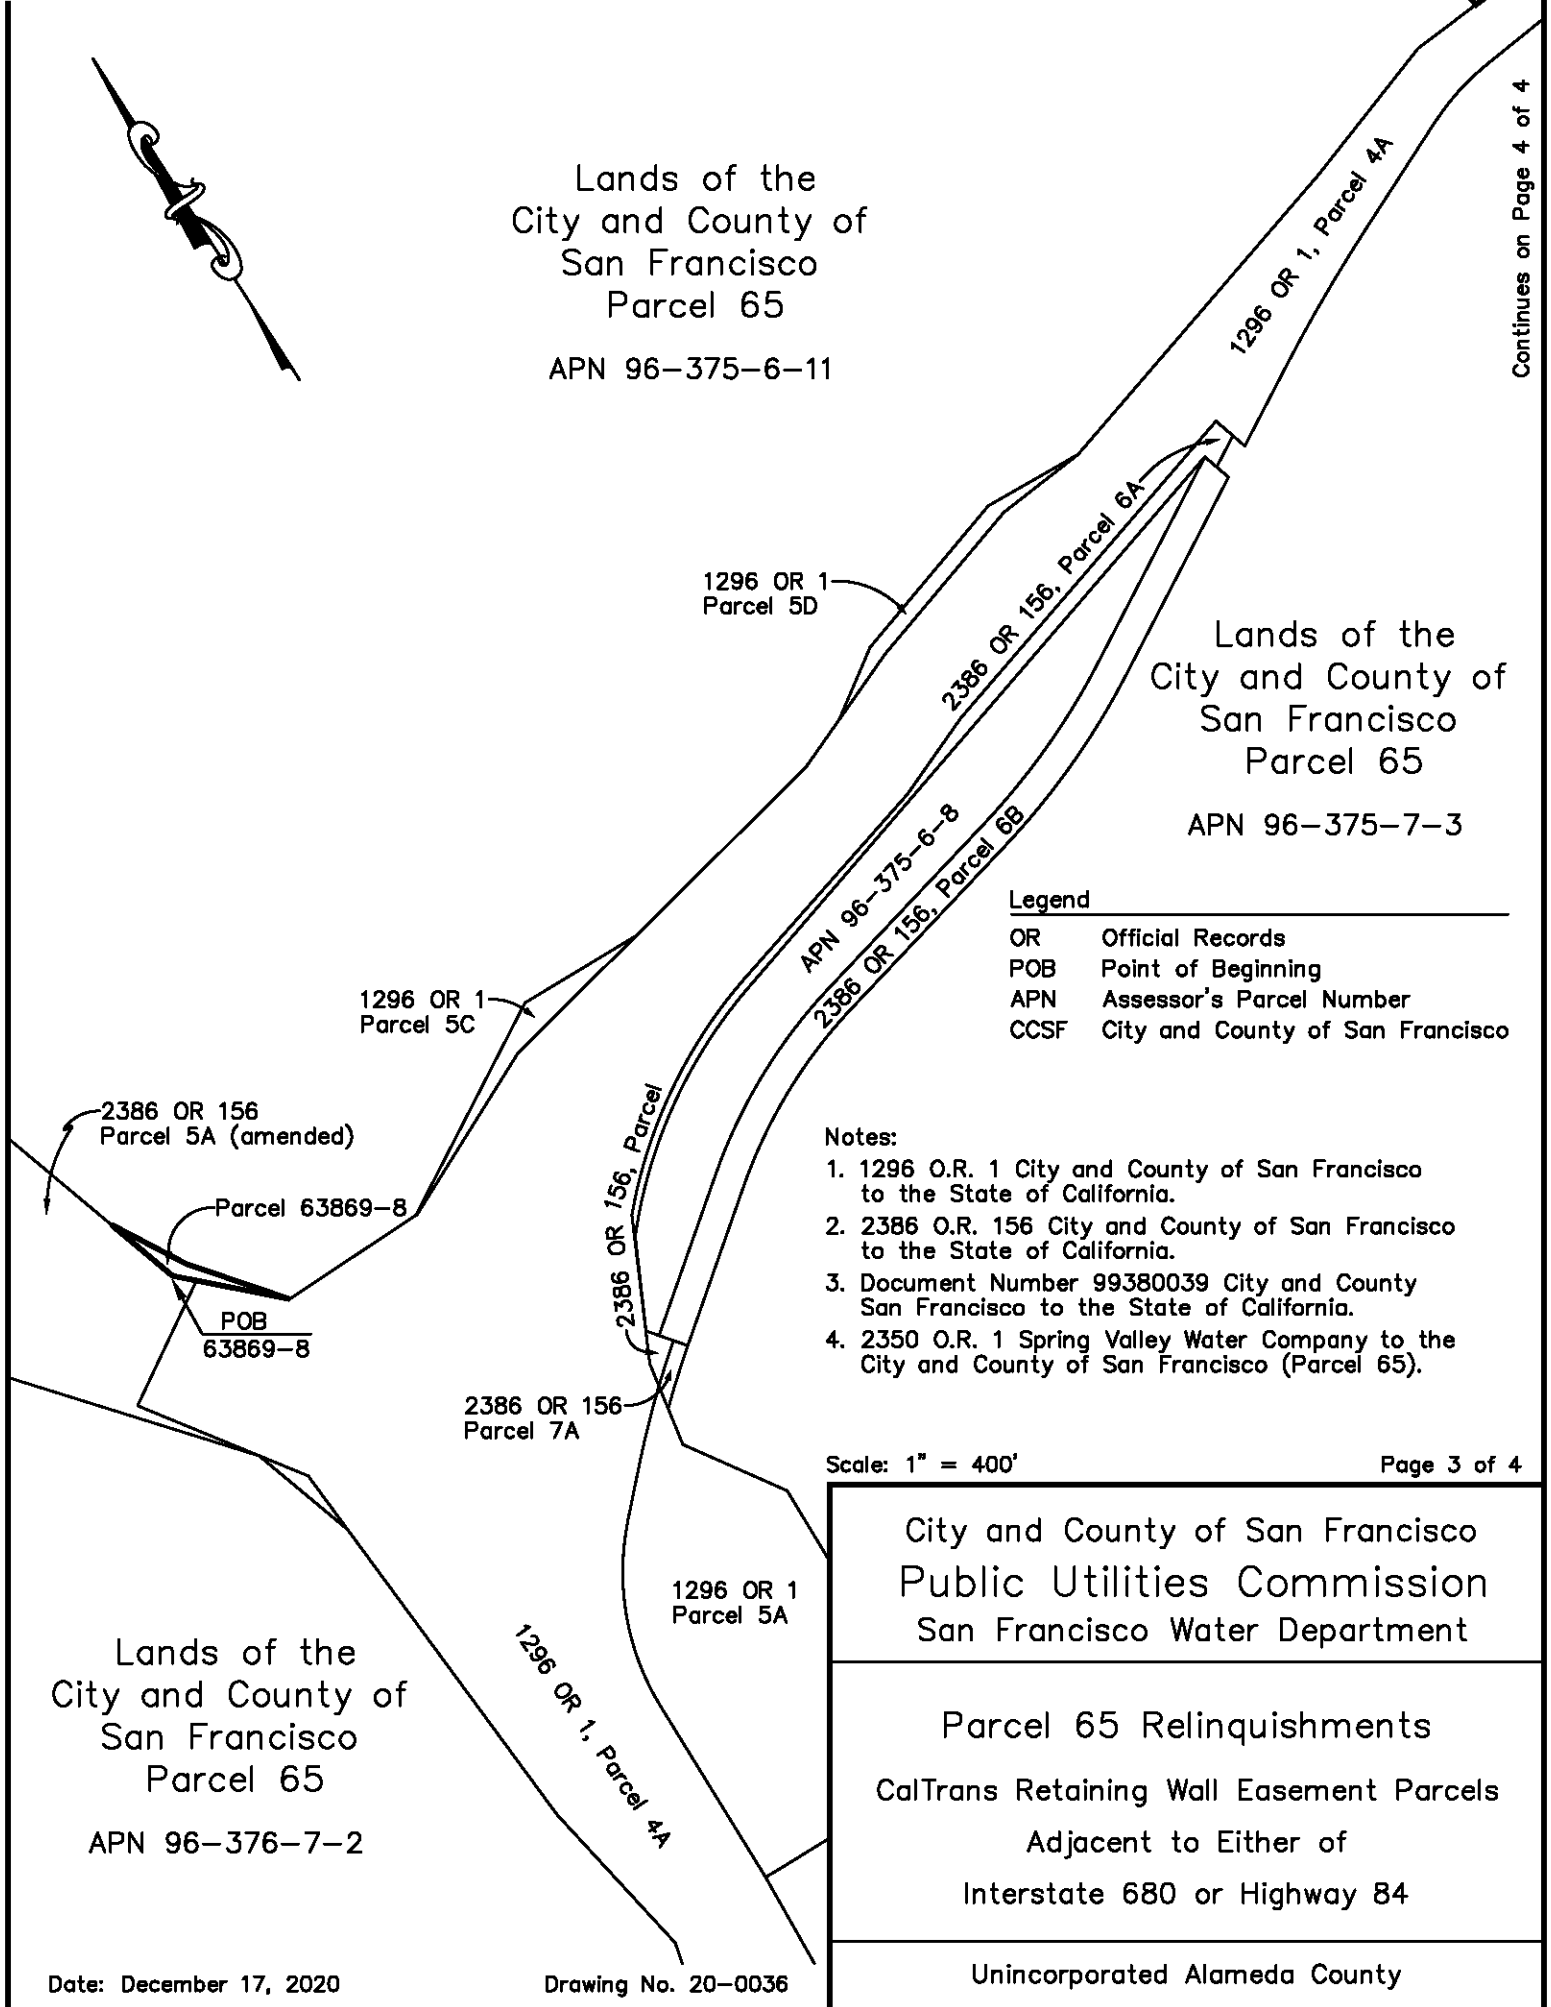 Continues on Page 4 of 4
Lands of the
City and County of
San Francisco
Parcel 65
APN 96-375-6-11
1296 OR 1, Parcel 4A
2386 OR 156, Parcel 6A
1296 OR 1
Parcel 5D
Lands of the
City and County of
San Francisco
Parcel 65
APN 96-375-7-3
APN 96-375-6-8
2386 OR 156, Parcel 6B
Legend
OR Official Records
POB Point of Beginning
APN Assessor's Parcel Number
CCSF City and County of San Francisco
1296 OR 1
Parcel 5C
2386 OR 156
Parcel 5A (amended)
Parcel 63869-8
POB
63869-8
2386 OR 156, Parcel
2386 OR 156
Parcel 7A
Notes:
1. 1296 O.R. 1 City and County of San Francisco
to the State of California.
2. 2386 O.R. 156 City and County of San Francisco
to the State of California.
3. Document Number 99380039 City and County
San Francisco to the State of California.
4. 2350 O.R. 1 Spring Valley Water Company to the
City and County of San Francisco (Parcel 65).
Scale: 1" = 400'
Page 3 of 4
1296 OR 1
Parcel 5A
1296 OR 1, Parcel 4A
Lands of the
City and County of
San Francisco
Parcel 65
APN 96-376-7-2
City and County of San Francisco
Public Utilities Commission
San Francisco Water Department
Parcel 65 Relinquishments
CalTrans Retaining Wall Easement Parcels
Adjacent to Either of
Interstate 680 or Highway 84
Unincorporated Alameda County
Date: December 17, 2020
Drawing No. 20-0036